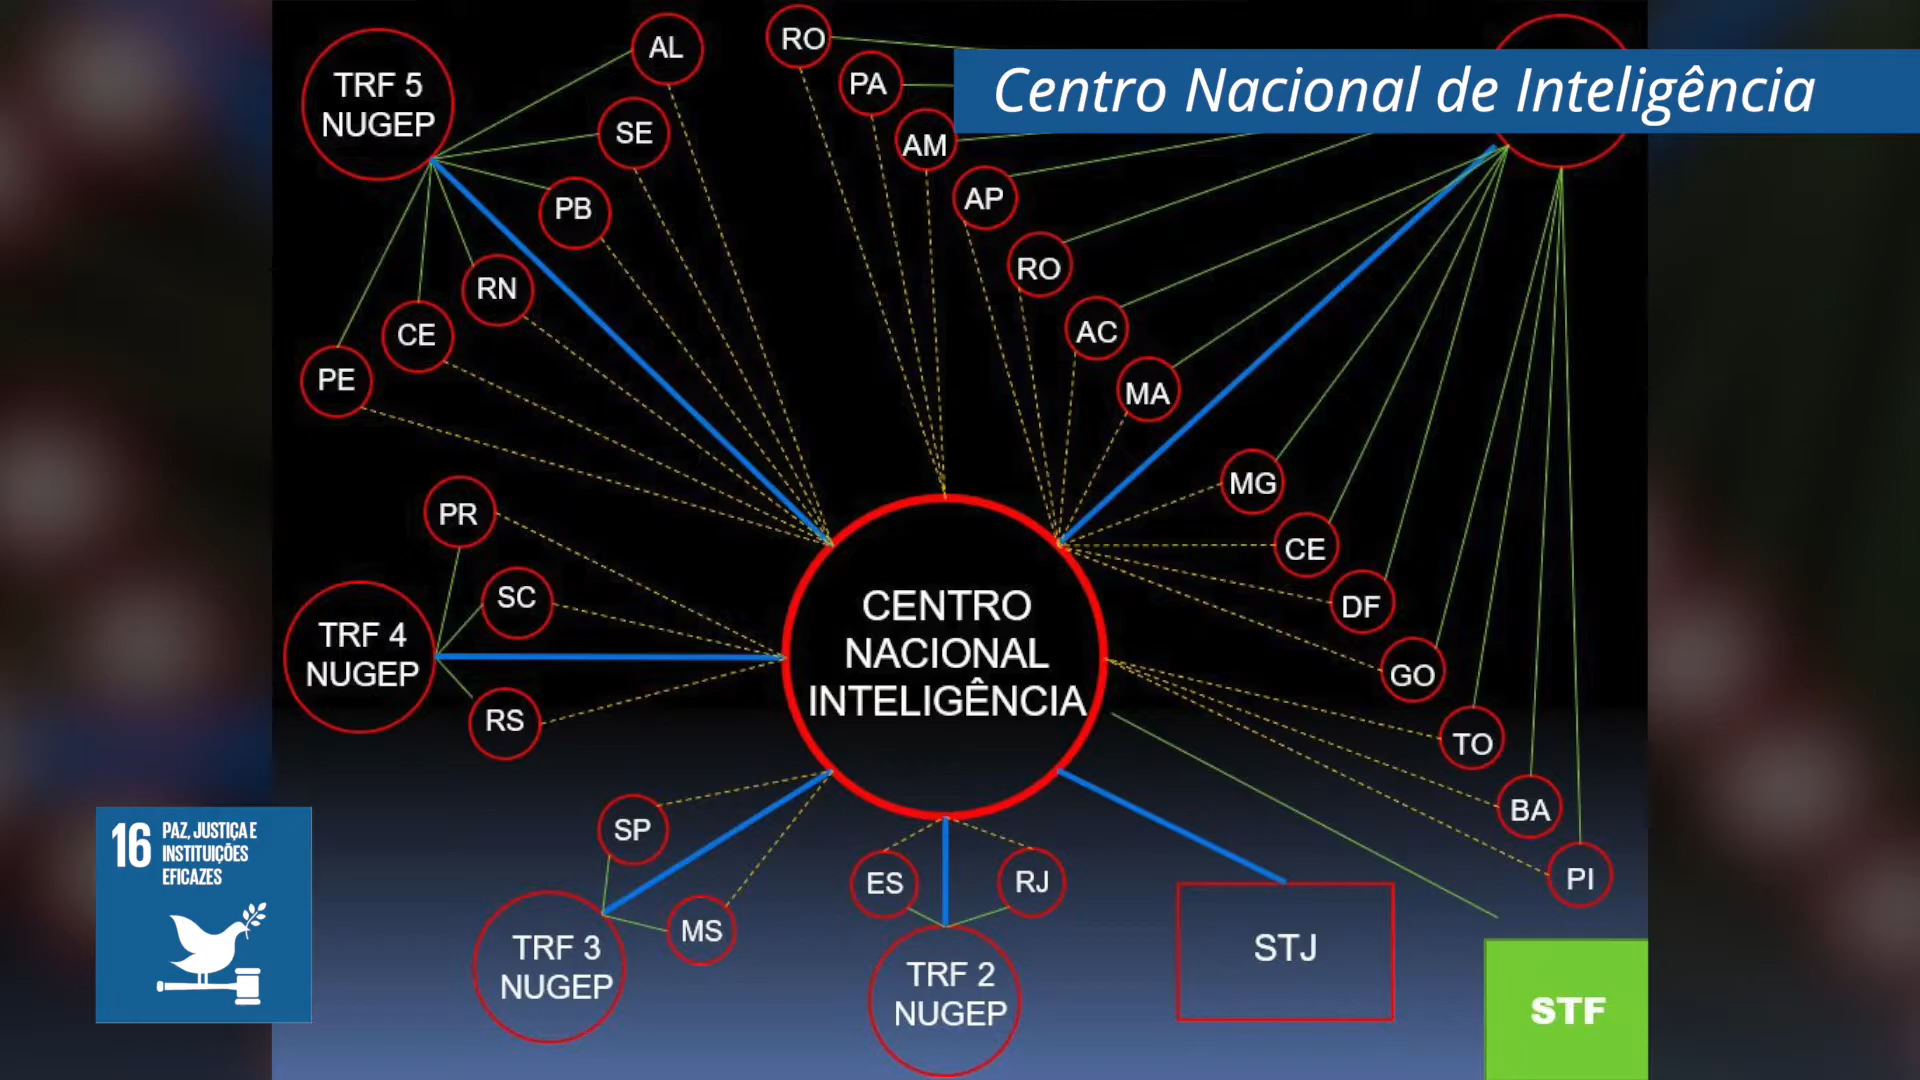 Centro Nacional de Inteligência
TRF 5
NUGEP
AL
SE
PB
RN
CE
PE
RO
PA
AM
AP
RO
AC
MA
MG
CE
DF
GO
TO
BA
PI
PR
SC
RS
TRF 4
NUGEP
CENTRO
NACIONAL
INTELIGÊNCIA
SP
MS
TRF 3
NUGEP
ES
RJ
TRF 2
NUGEP
STJ
STF
16 PAZ, JUSTIÇA E
INSTITUIÇÕES
EFICAZES